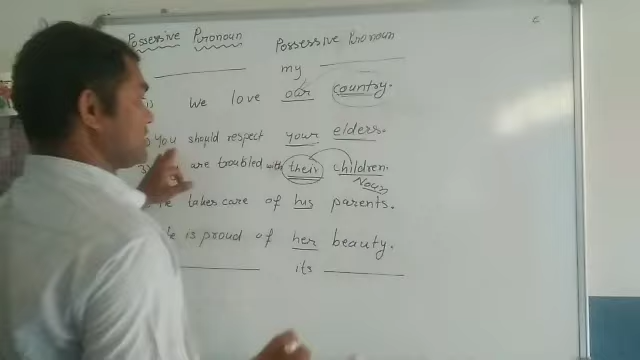 Possessive Pronoun Possessive Pronoun
my
We love our country.
You should respect your elders.
are troubled with their children.
Noun
takes care of his parents.
is proud of her beauty.
its